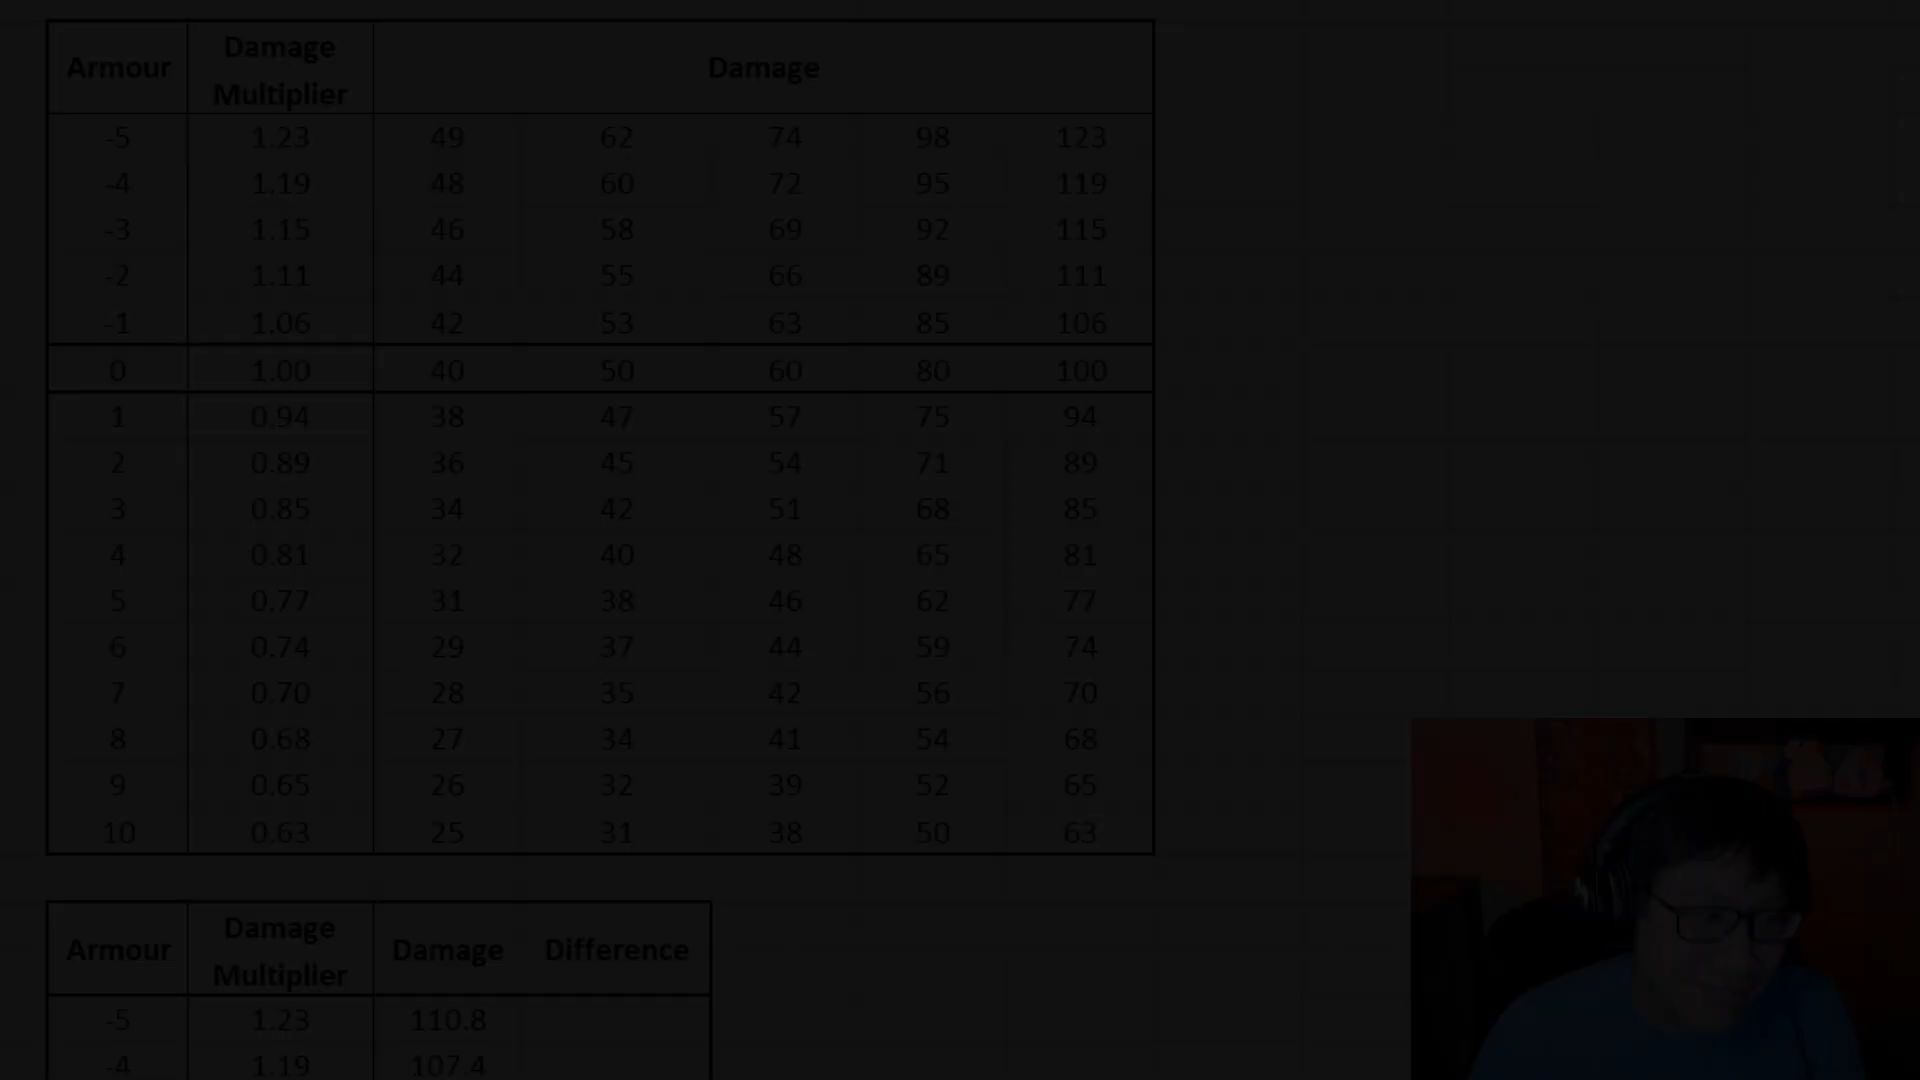 Armour Damage Multiplier Damage
-5 1.23 49 62 74 98 123
-4 1.19 48 60 72 95 119
-3 1.15 46 58 69 92 115
-2 1.11 44 55 66 89 111
-1 1.06 42 53 63 85 106
0 1.00 40 50 60 80 100
1 0.94 38 47 57 75 94
2 0.89 36 45 54 71 89
3 0.85 34 42 51 68 85
4 0.81 32 40 48 65 81
5 0.77 31 38 46 62 77
6 0.74 29 37 44 59 74
7 0.70 28 35 42 56 70
8 0.68 27 34 41 54 68
9 0.65 26 32 39 52 65
10 0.63 25 31 38 50 63
Armour Damage Multiplier Damage Difference
-5 1.23 110.8
-4 1.19 107.4